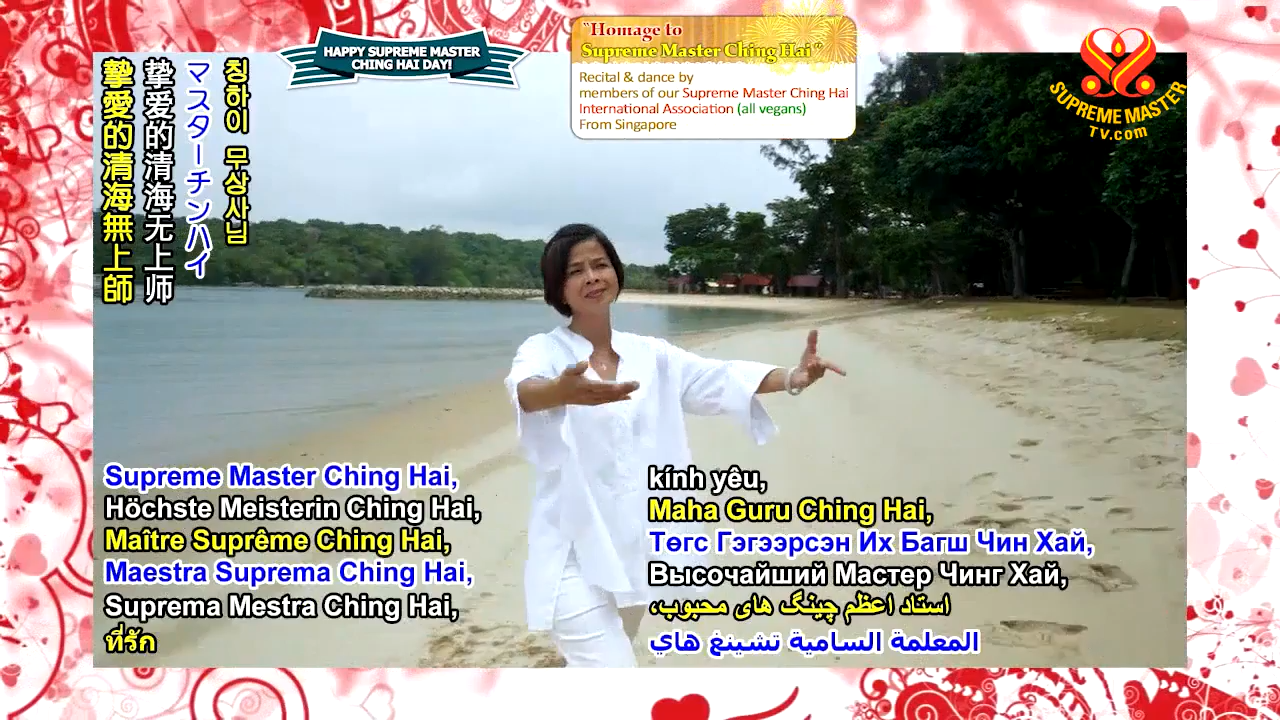 HAPPY SUPREME MASTER
CHING HAI DAY!
"Homage to
Supreme Master Ching Hai"
Recital & dance by
members of our Supreme Master Ching Hai
International Association (all vegans)
From Singapore
SUPREME MASTER
TV.com
摯愛的清海無上師
挚爱的清海无上师
マスターチンハイ
칭하이 무상사님
Supreme Master Ching Hai,
Höchste Meisterin Ching Hai,
Maître Suprême Ching Hai,
Maestra Suprema Ching Hai,
Suprema Mestra Ching Hai,
ที่รัก
kính yêu,
Maha Guru Ching Hai,
Төгс Гэгээрсэн Их Багш Чин Хай,
Высочайший Мастер Чинг Хай,
استاد اعظم چینگ های محبوب،
المعلمة السامية تشينغ هاي